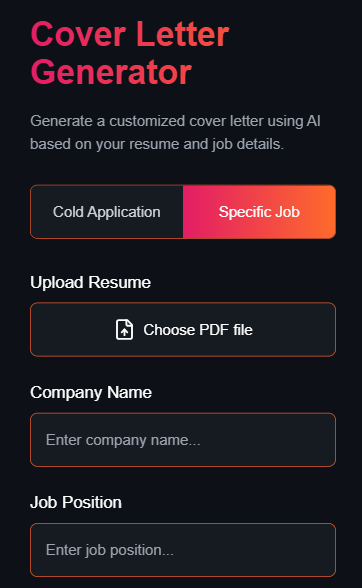 Cover Letter
Generator
Generate a customized cover letter using AI
based on your resume and job details.
Cold Application
Specific Job
Upload Resume
Choose PDF file
Company Name
Enter company name...
Job Position
Enter job position...